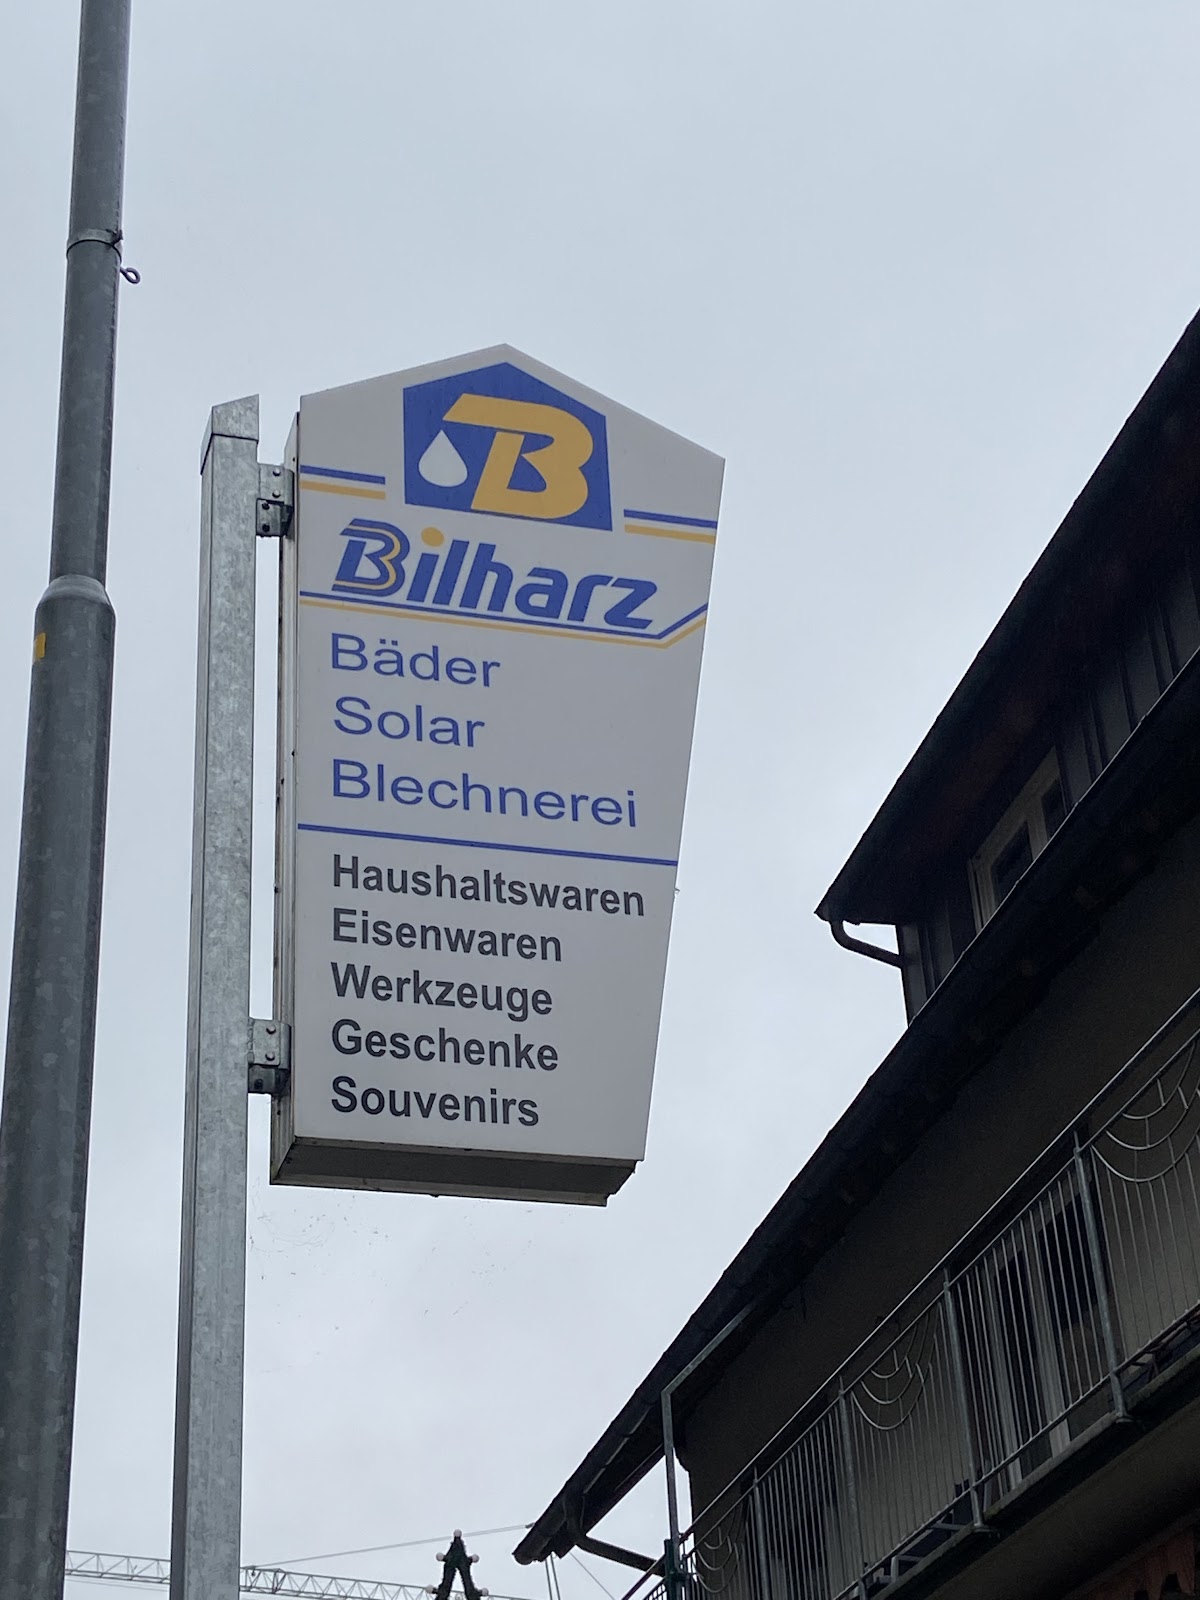 B
Bilharz
Bäder
Solar
Blechnerei
Haushaltswaren
Eisenwaren
Werkzeuge
Geschenke
Souvenirs